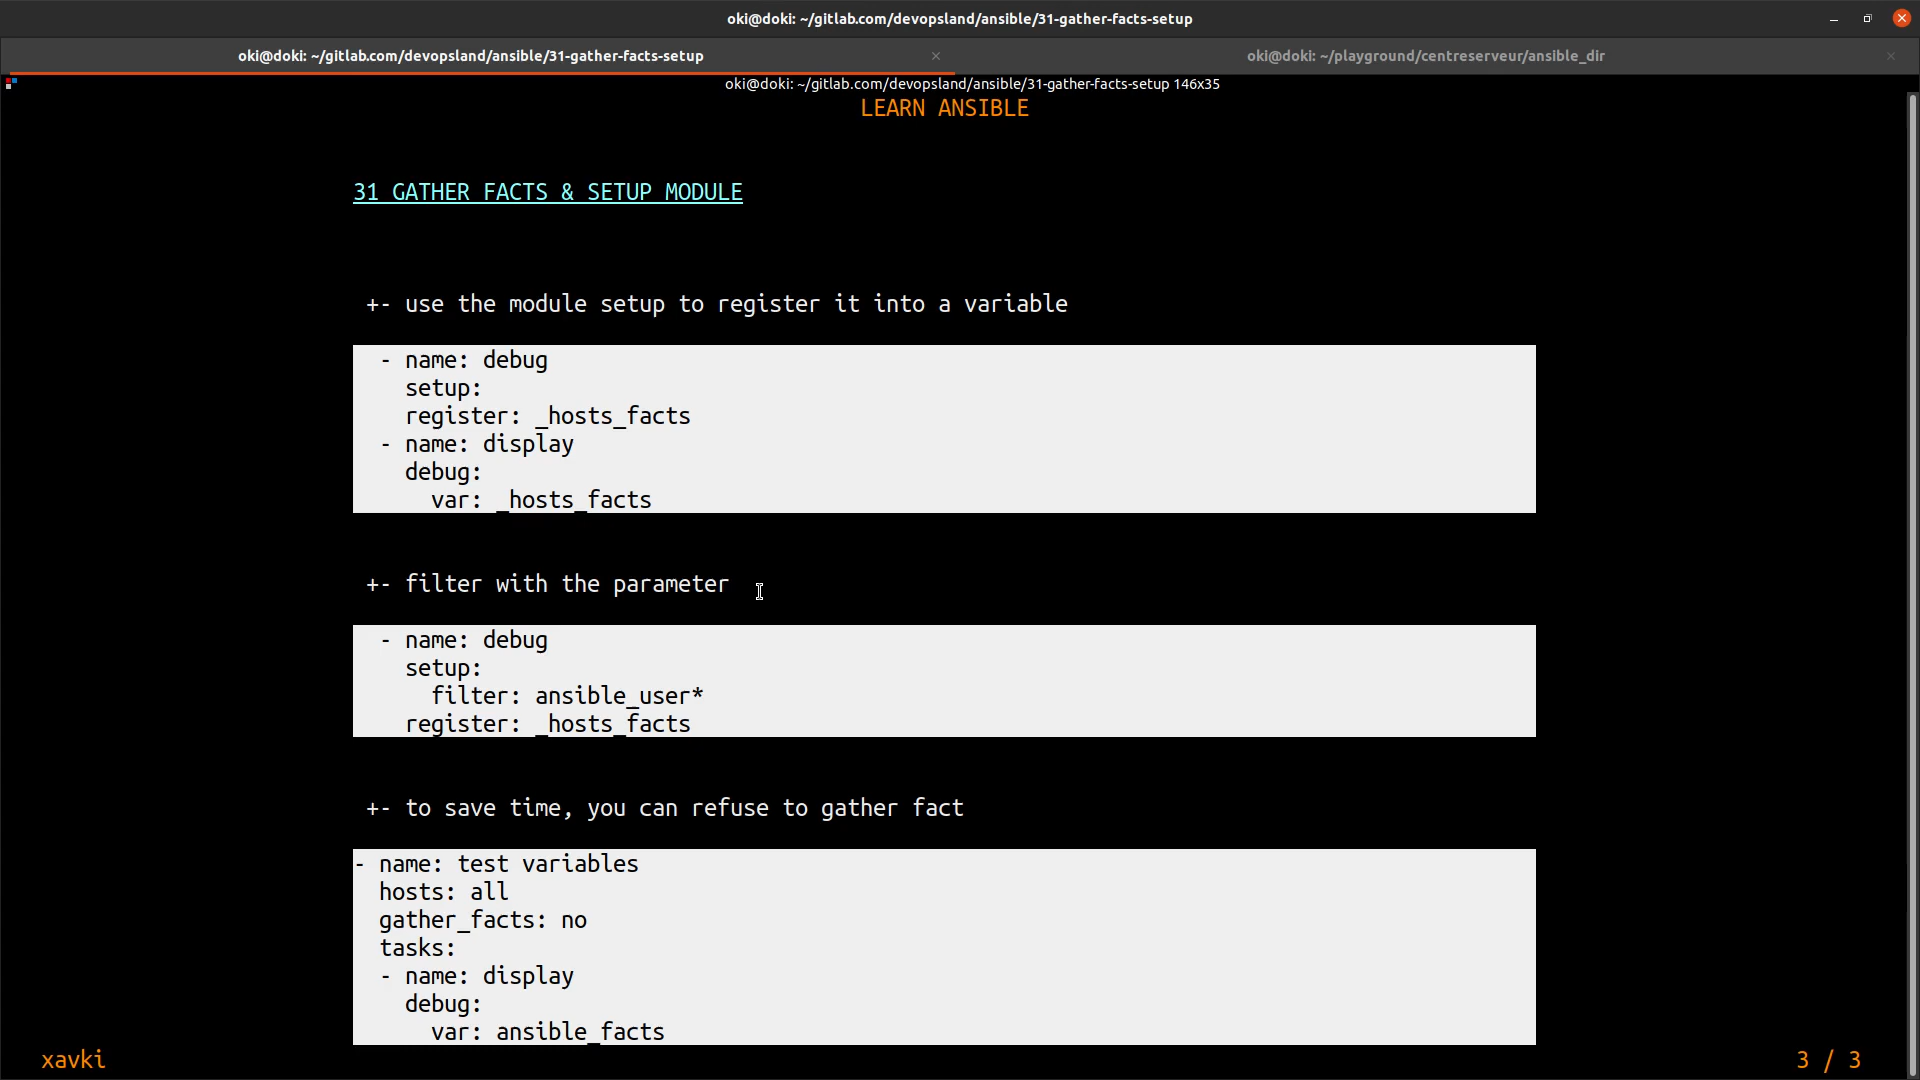 oki@doki: ~/gitlab.com/devopsland/ansible/31-gather-facts-setup
oki@doki: ~/gitlab.com/devopsland/ansible/31-gather-facts-setup
oki@doki: ~/playground/centreserveur/ansible_dir
oki@doki: ~/gitlab.com/devopsland/ansible/31-gather-facts-setup 146x35
LEARN ANSIBLE
31 GATHER FACTS & SETUP MODULE
+- use the module setup to register it into a variable
  - name: debug
    setup:
    register: _hosts_facts
  - name: display
    debug:
      var: _hosts_facts
+- filter with the parameter
  - name: debug
    setup:
      filter: ansible_user*
    register: _hosts_facts
+- to save time, you can refuse to gather fact
- name: test variables
  hosts: all
  gather_facts: no
  tasks:
  - name: display
    debug:
      var: ansible_facts
xavki
3 / 3